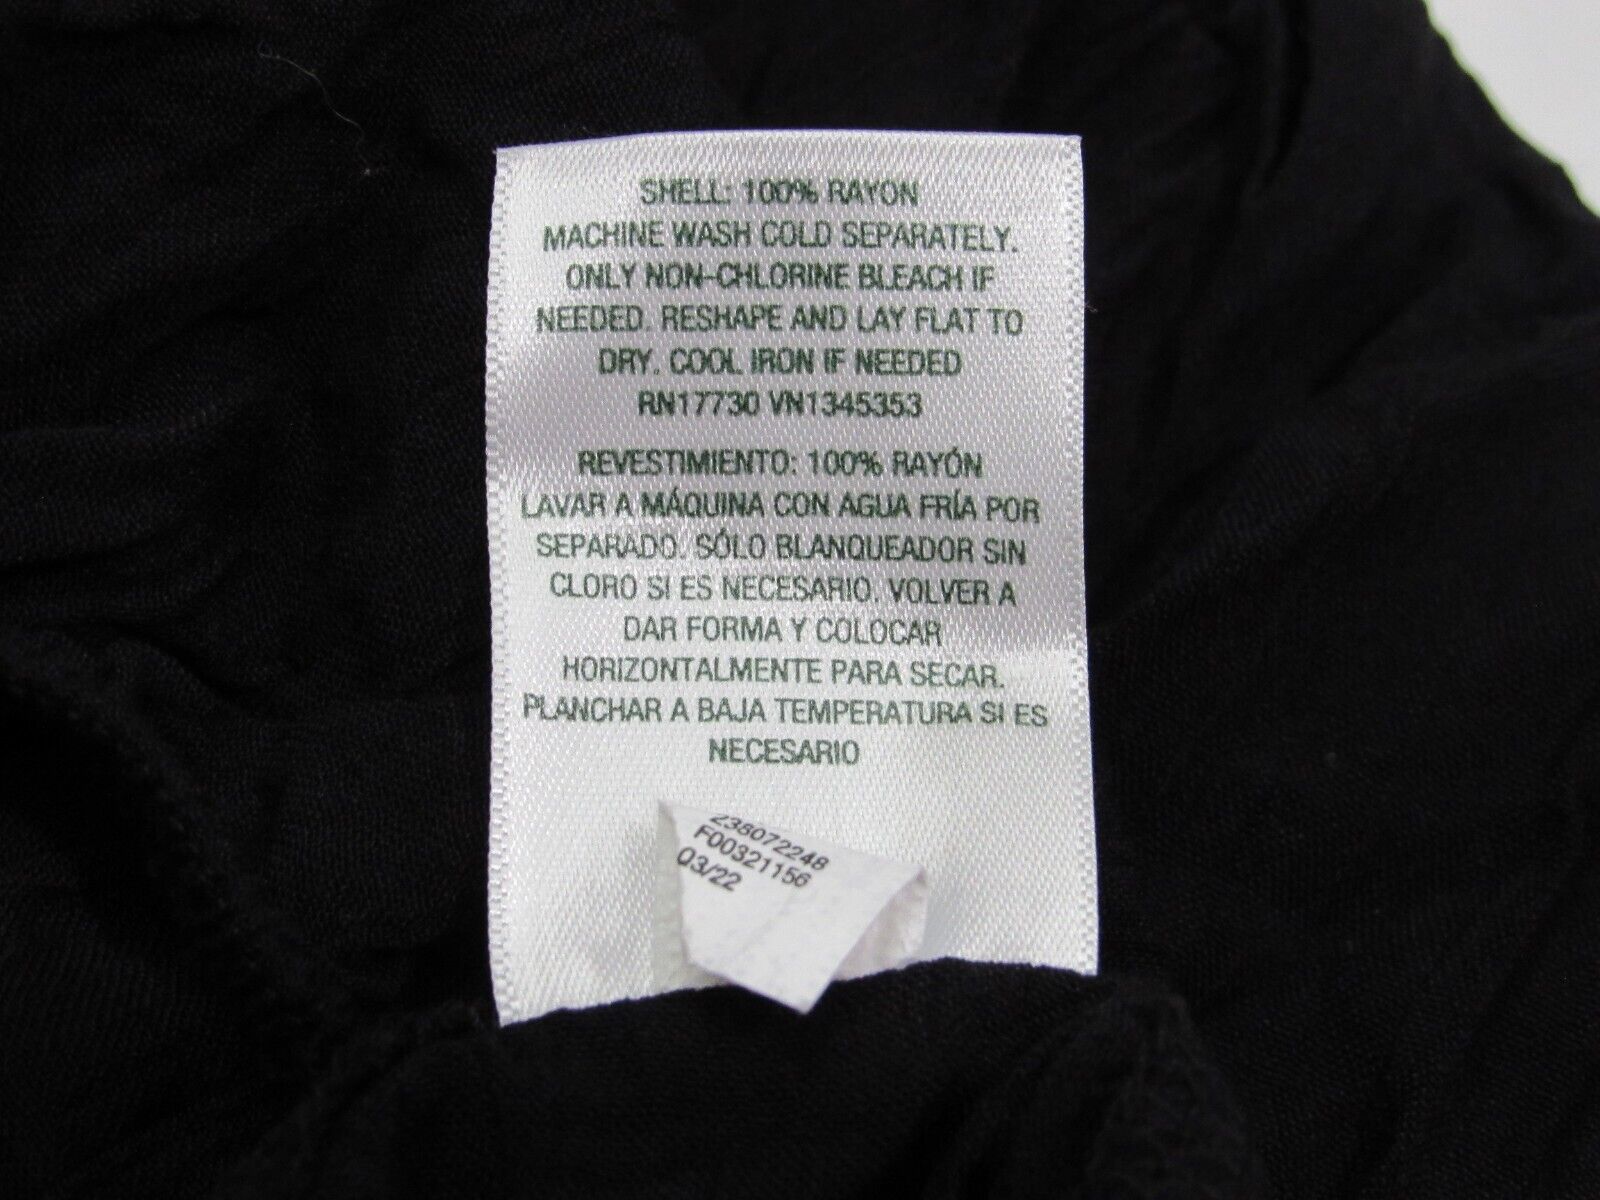 SHELL: 100% RAYON
MACHINE WASH COLD SEPARATELY.
ONLY NON-CHLORINE BLEACH IF
NEEDED. RESHAPE AND LAY FLAT TO
DRY. COOL IRON IF NEEDED
RN17730 VN1345353
REVESTIMIENTO: 100% RAYÓN
LAVAR A MÁQUINA CON AGUA FRÍA POR
SEPARADO. SÓLO BLANQUEADOR SIN
CLORO SI ES NECESARIO. VOLVER A
DAR FORMA Y COLOCAR
HORIZONTALMENTE PARA SECAR.
PLANCHAR A BAJA TEMPERATURA SI ES
NECESARIO
238072248
F00321156
Q3/22